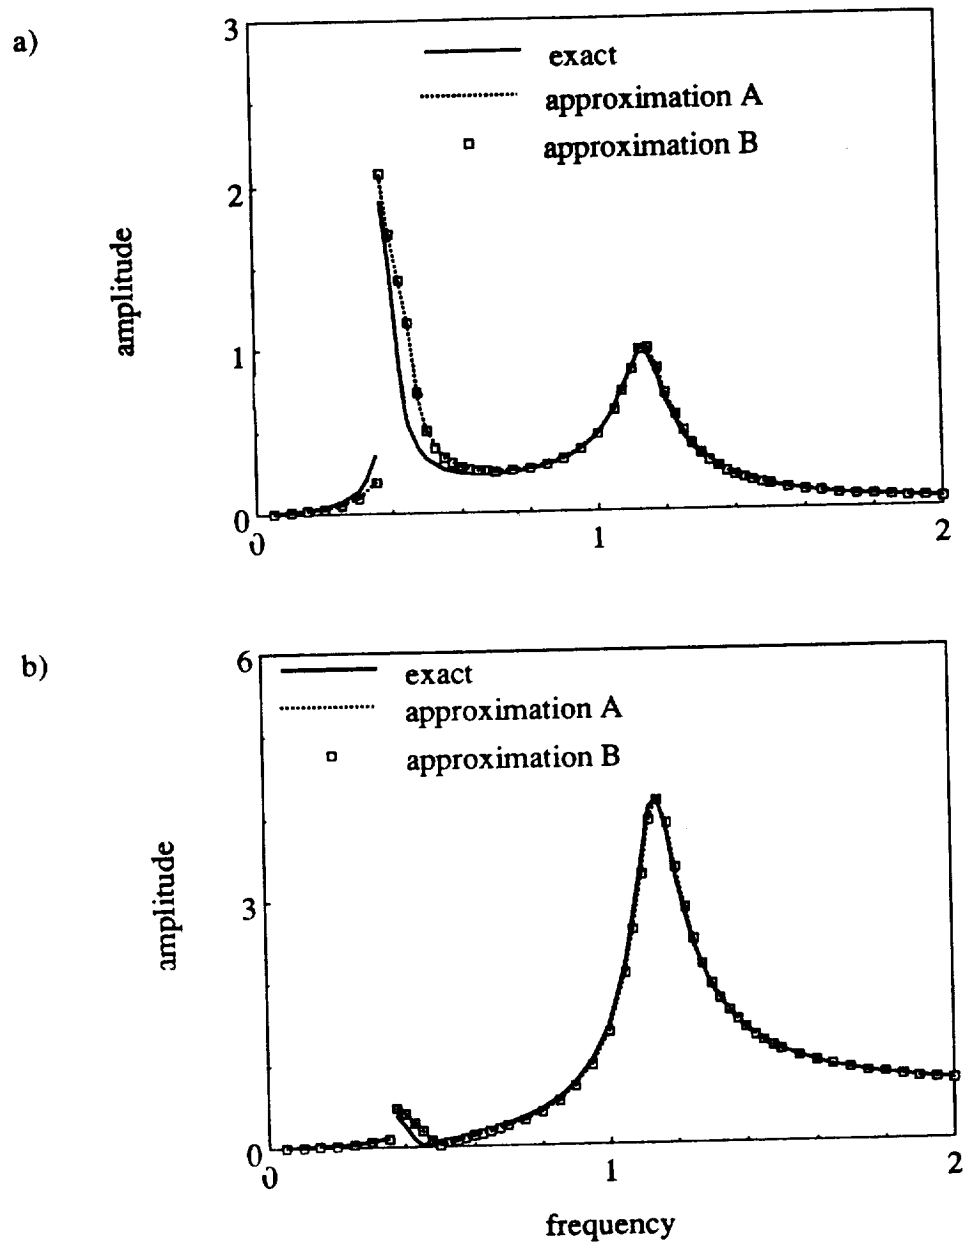 a)
3
exact
approximation A
approximation B
2
amplitude
1
0
0
1
2
b)
6
exact
approximation A
approximation B
amplitude
3
0
0
1
2
frequency